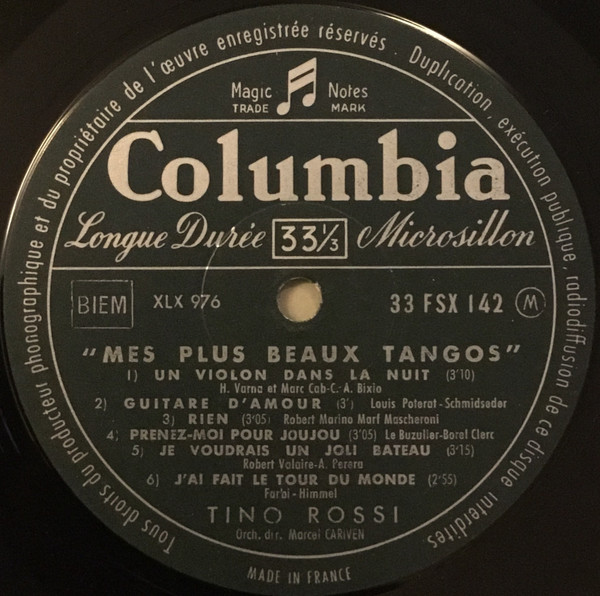 Tous droits du producteur phonographique et du propriétaire de l'œuvre enregistrée réservés. Duplication, exécution publique, radiodiffusion de ce disque interdites.
Magic Notes
TRADE MARK
Columbia
Longue Durée 33⅓ Microsillon
BIEM XLX 976 33 FSX 142 M
"MES PLUS BEAUX TANGOS"
1) UN VIOLON DANS LA NUIT (3'10)
H. Varna et Marc Cab-C.-A. Bixio
2) GUITARE D'AMOUR (3') Louis Poterat-Schmidseder
3) RIEN (3'05) Robert Marino Marf Mascheroni
4) PRENEZ-MOI POUR JOUJOU (3'05) Le Buzulier-Borel Clerc
5) JE VOUDRAIS UN JOLI BATEAU (3'15)
Robert Valaire-A. Perera
6) J'AI FAIT LE TOUR DU MONDE (2'55)
Himmel
TINO ROSSI
Orch. dir. Marcel CARIVEN
MADE IN FRANCE